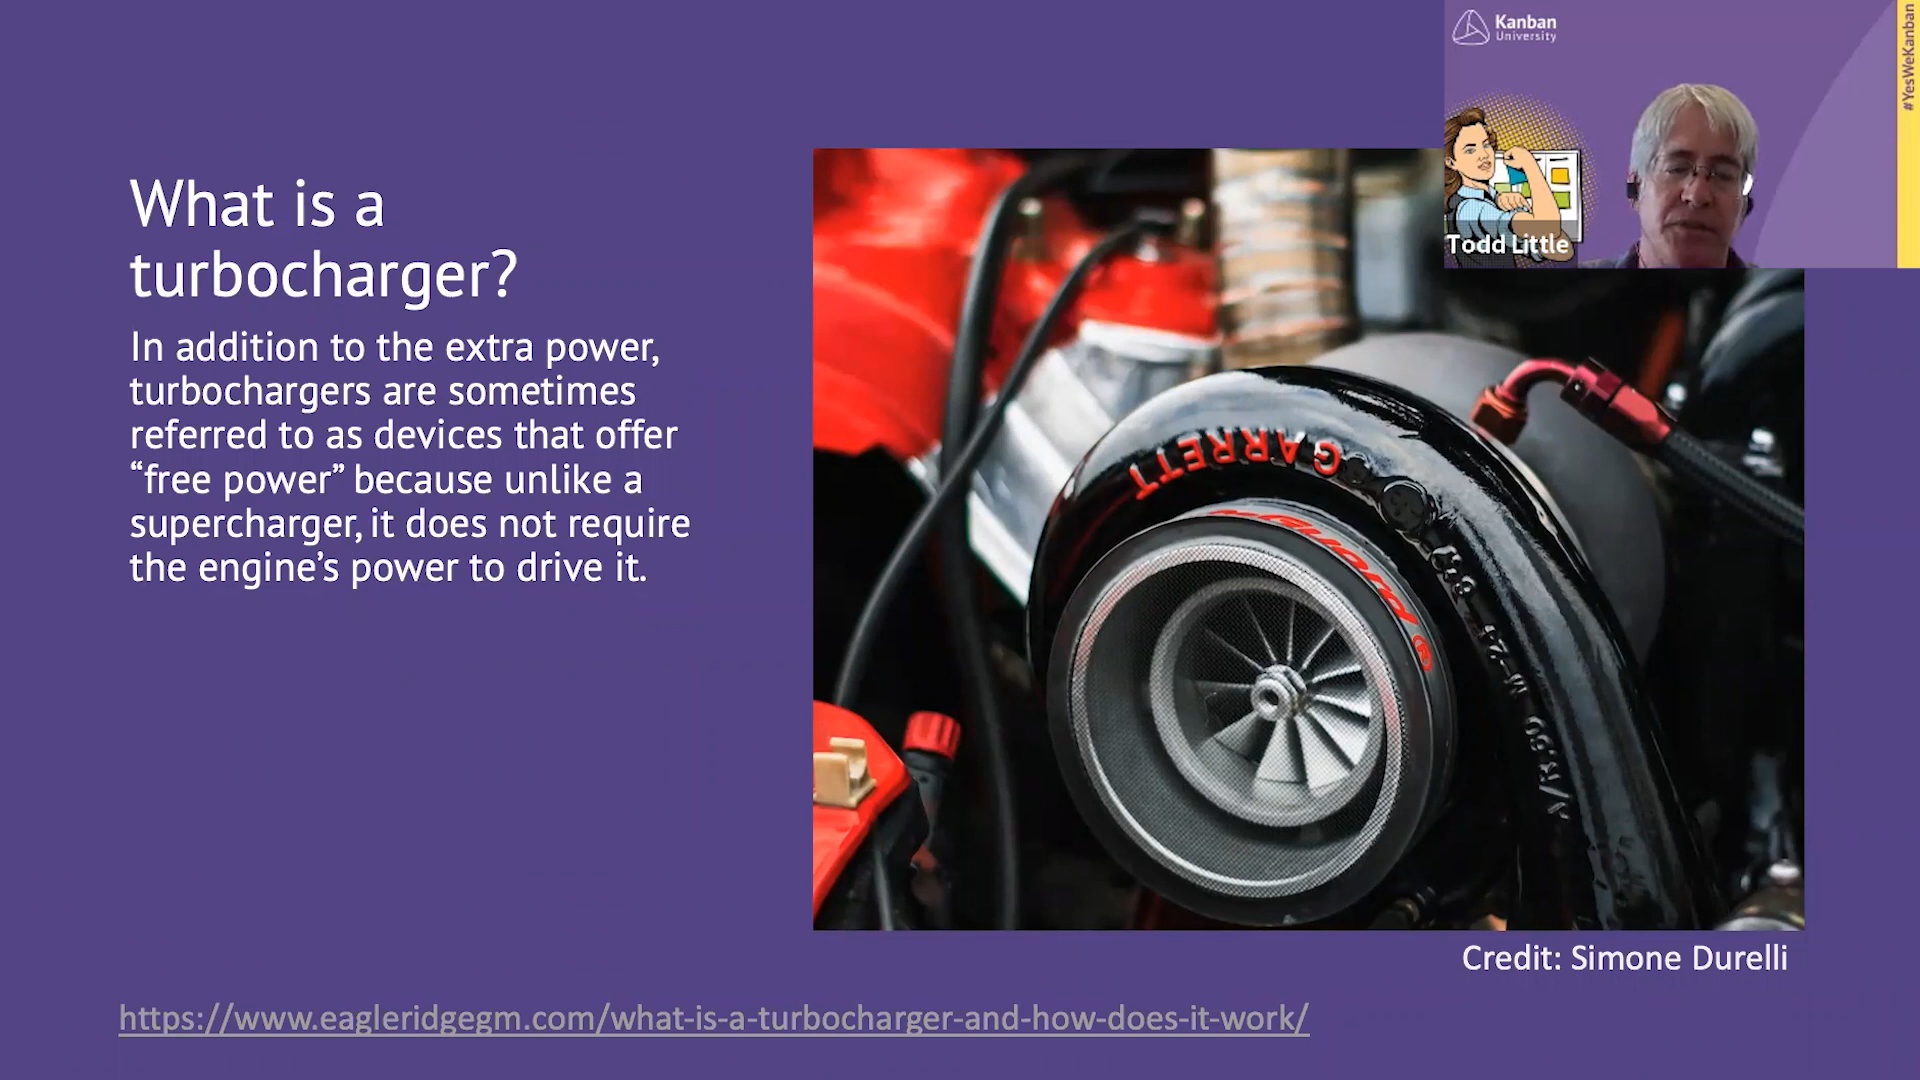 What is a
turbocharger?
In addition to the extra power,
turbochargers are sometimes
referred to as devices that offer
“free power” because unlike a
supercharger, it does not require
the engine’s power to drive it.
GARRETT
Kanban
University
#YesWeKanban
Todd Little
Credit: Simone Durelli
https://www.eagleridgegm.com/what-is-a-turbocharger-and-how-does-it-work/